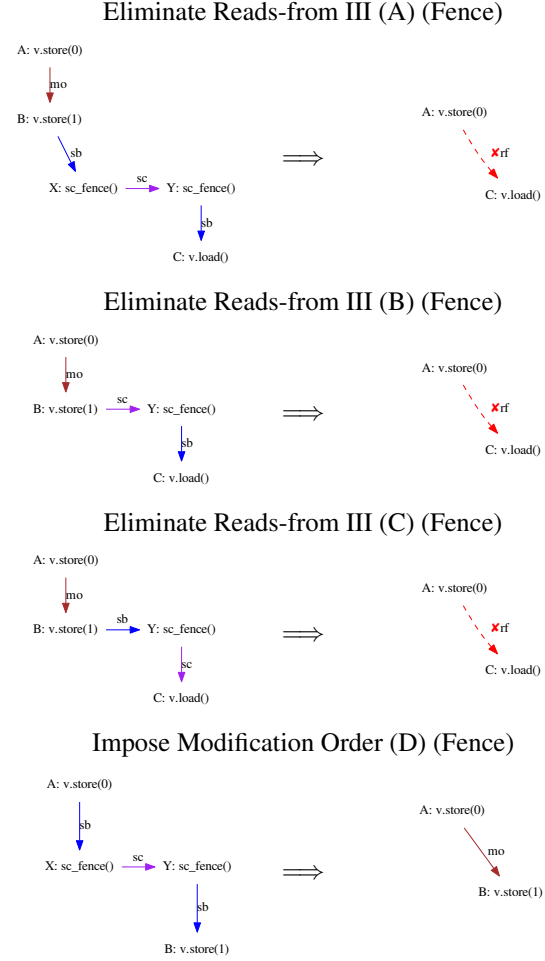 Eliminate Reads-from III (A) (Fence)
A: v.store(0)
mo
B: v.store(1)
sb
X: sc_fence()
sc
Y: sc_fence()
sb
C: v.load()
⟹
A: v.store(0)
✘rf
C: v.load()
Eliminate Reads-from III (B) (Fence)
A: v.store(0)
mo
B: v.store(1)
sc
Y: sc_fence()
sb
C: v.load()
⟹
A: v.store(0)
✘rf
C: v.load()
Eliminate Reads-from III (C) (Fence)
A: v.store(0)
mo
B: v.store(1)
sb
Y: sc_fence()
sc
C: v.load()
⟹
A: v.store(0)
✘rf
C: v.load()
Impose Modification Order (D) (Fence)
A: v.store(0)
sb
X: sc_fence()
sc
Y: sc_fence()
sb
B: v.store(1)
⟹
A: v.store(0)
mo
B: v.store(1)